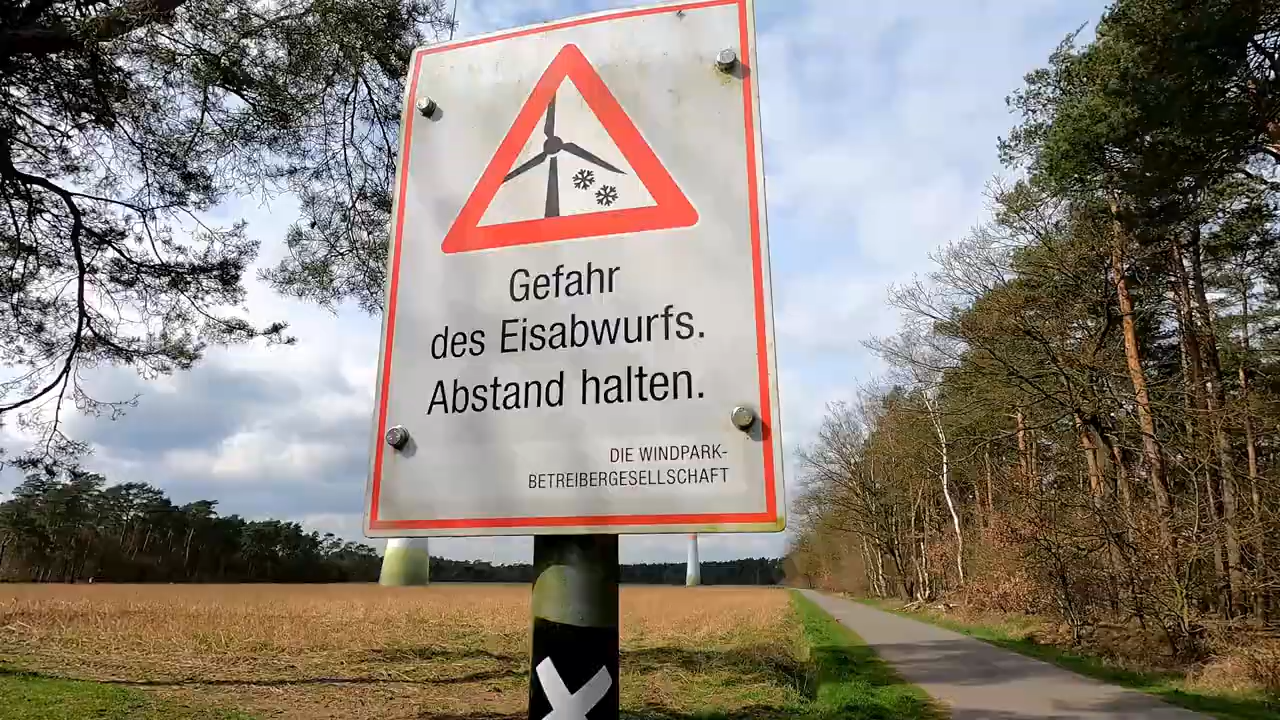 Gefahr
des Eisabwurfs.
Abstand halten.
DIE WINDPARK-
BETREIBERGESELLSCHAFT